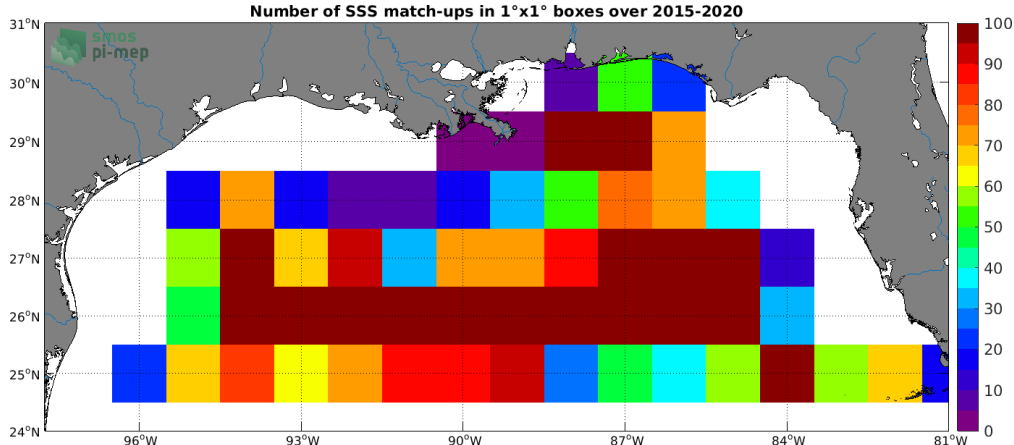 Number of SSS match-ups in 1°x1° boxes over 2015-2020
smos
pi-mep
31°N
30°N
29°N
28°N
27°N
26°N
25°N
24°N
96°W
93°W
90°W
87°W
84°W
81°W
100
90
80
70
60
50
40
30
20
10
0